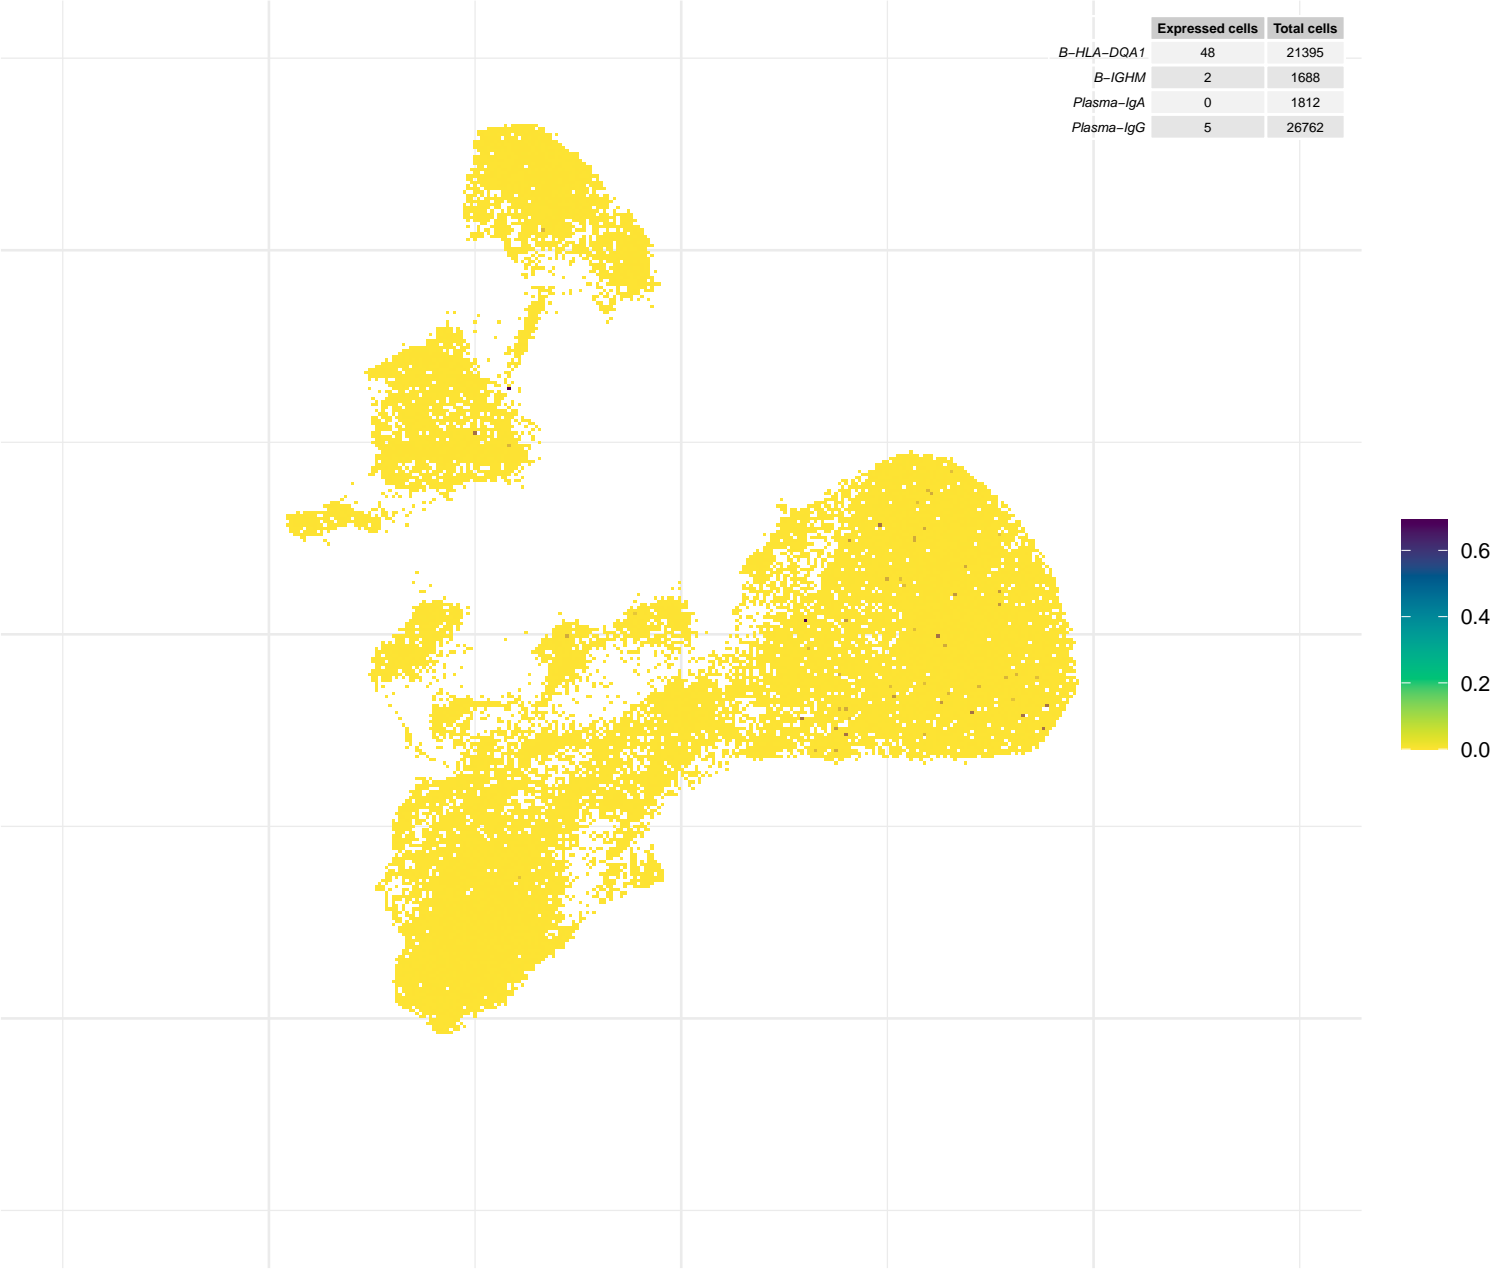 Expressed cells Total cells
B−HLA−DQA1 48 21395
B−IGHM 2 1688
Plasma−IgA 0 1812
Plasma−IgG 5 26762
0.6
0.4
0.2
0.0